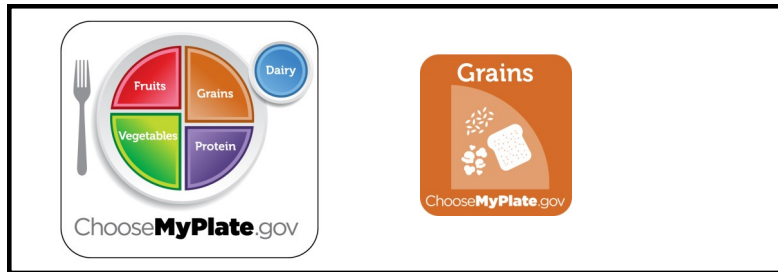 Fruits
Grains
Dairy
Vegetables
Protein
ChooseMyPlate.gov
Grains
ChooseMyPlate.gov